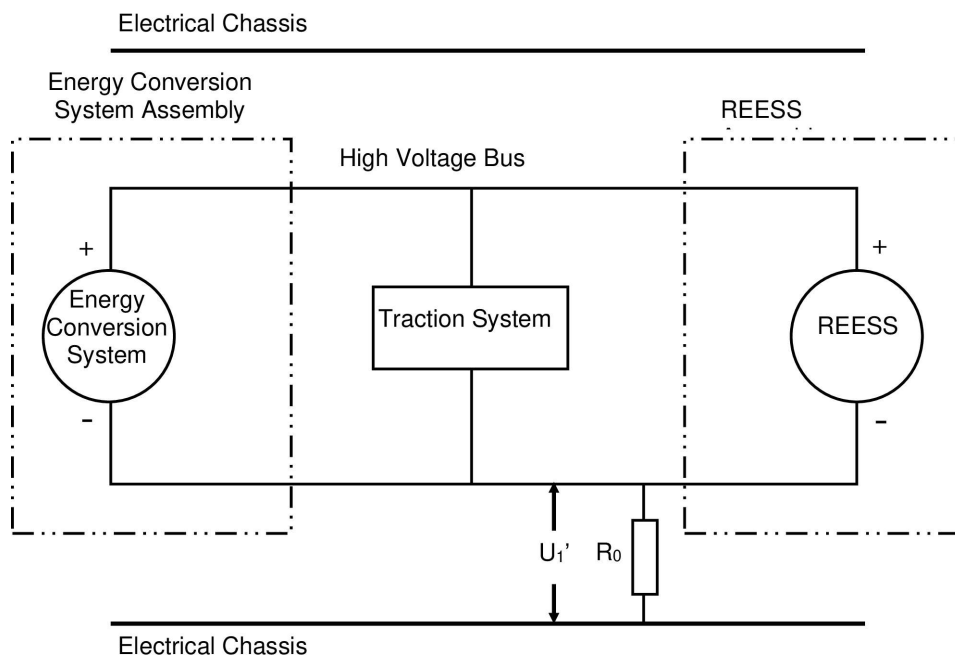 Electrical Chassis
Energy Conversion
System Assembly
REESS
High Voltage Bus
+
+
Energy
Conversion
System
Traction System
REESS
-
-
U₁’
R₀
Electrical Chassis